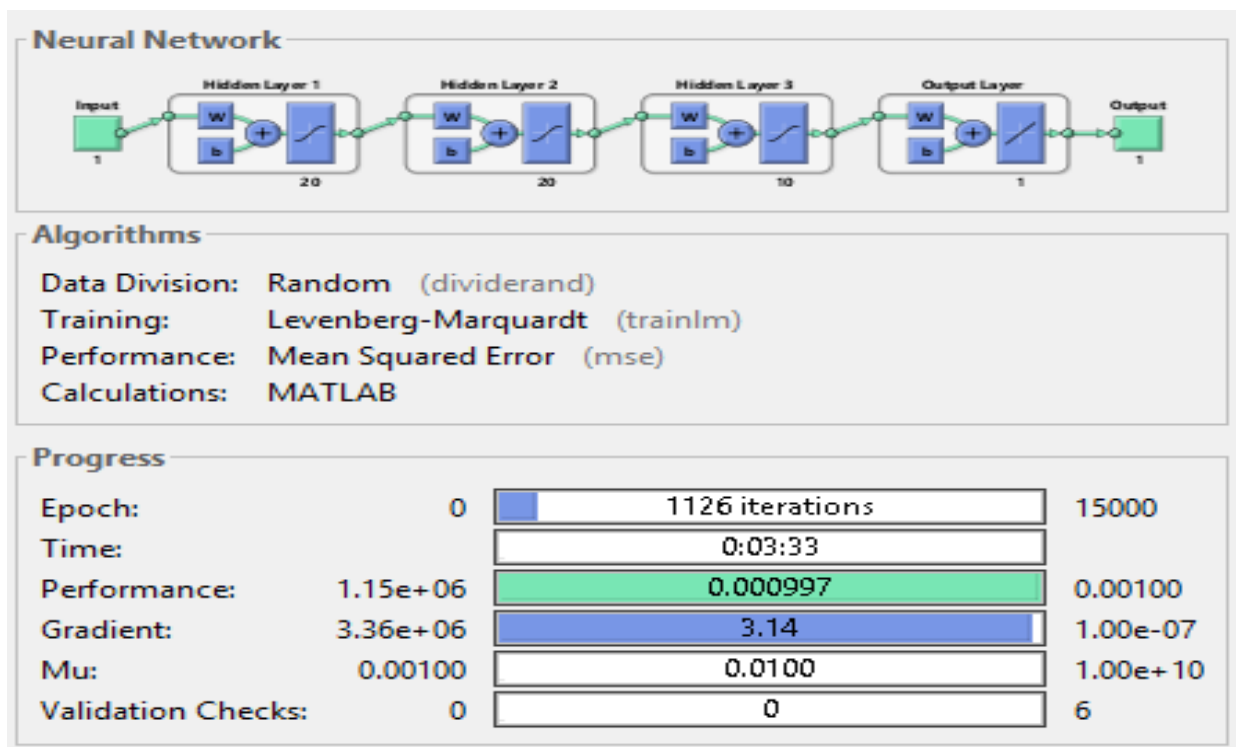 Neural Network
Hidden Layer 1 Hidden Layer 2 Hidden Layer 3 Output Layer
Input Output
W W W W
+ + + +
b b b b
1 20 20 10 1 1
Algorithms
Data Division: Random (dividerand)
Training: Levenberg-Marquardt (trainlm)
Performance: Mean Squared Error (mse)
Calculations: MATLAB
Progress
Epoch: 0 1126 iterations 15000
Time: 0:03:33
Performance: 1.15e+06 0.000997 0.00100
Gradient: 3.36e+06 3.14 1.00e-07
Mu: 0.00100 0.0100 1.00e+10
Validation Checks: 0 0 6